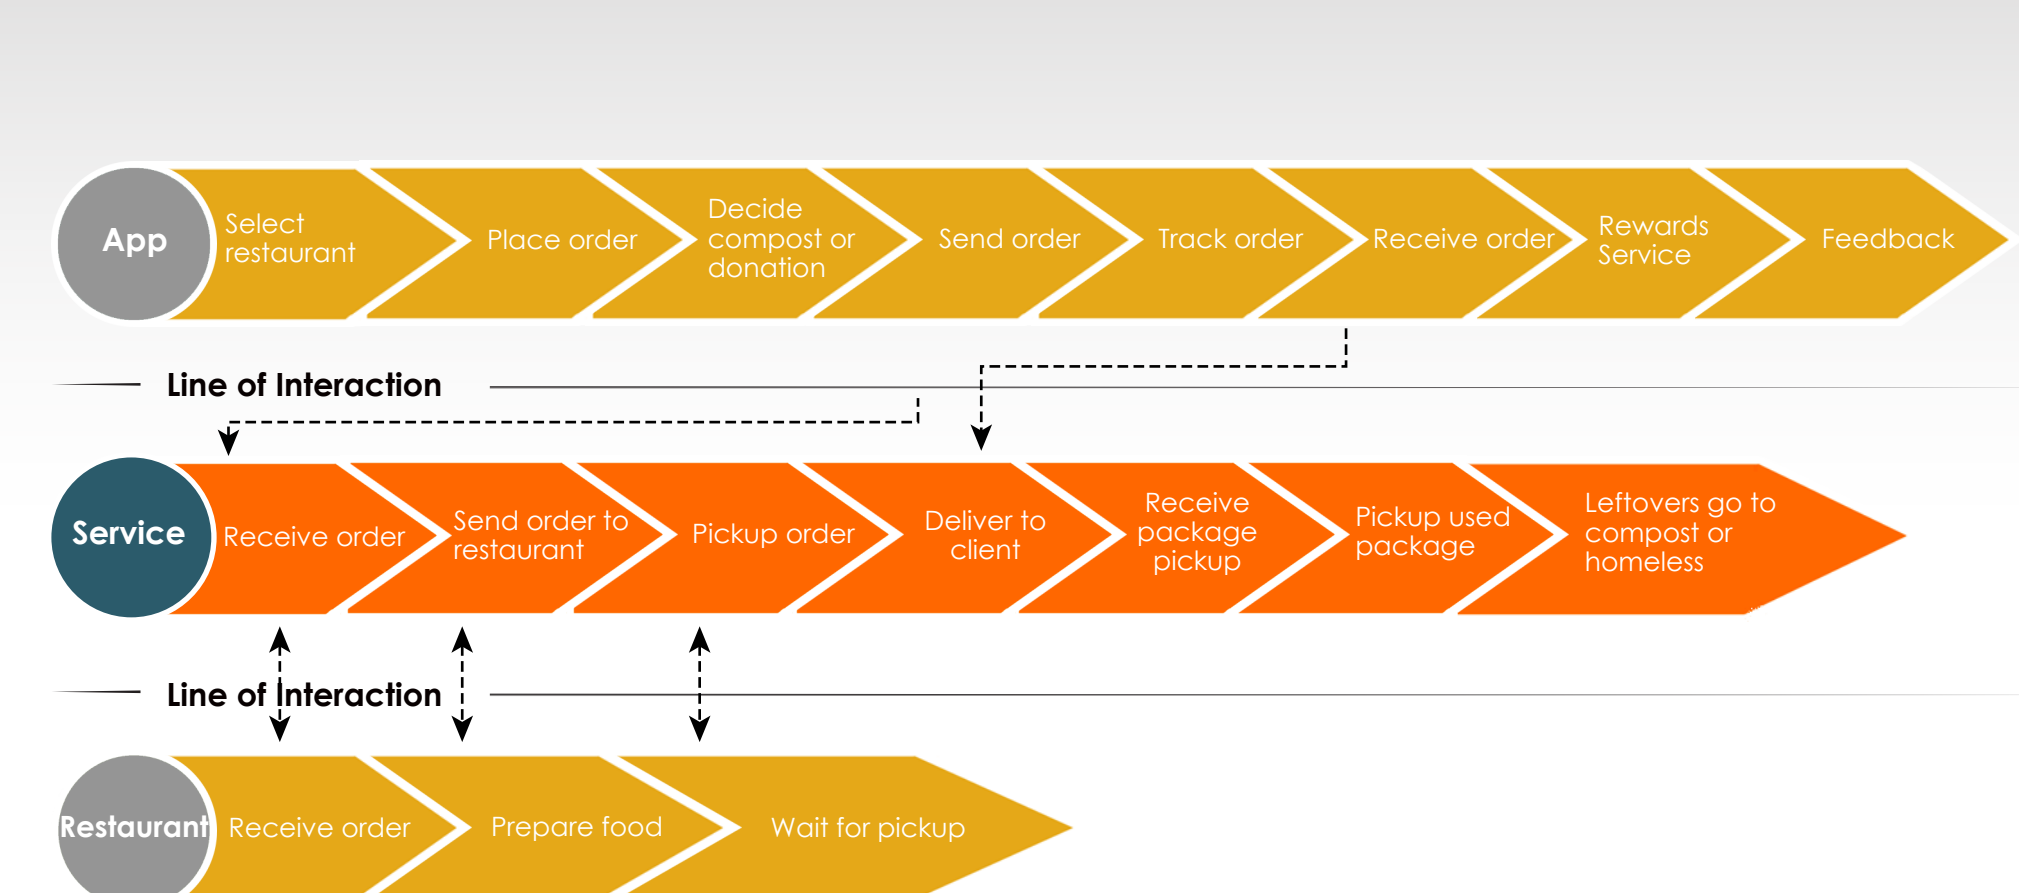 App
Select
restaurant
Place order
Decide
compost or
donation
Send order
Track order
Receive order
Rewards
Service
Feedback
Line of Interaction
Service
Receive order
Send order to
restaurant
Pickup order
Deliver to
client
Receive
package
pickup
Pickup used
package
Leftovers go to
compost or
homeless
Line of Interaction
Restaurant
Receive order
Prepare food
Wait for pickup